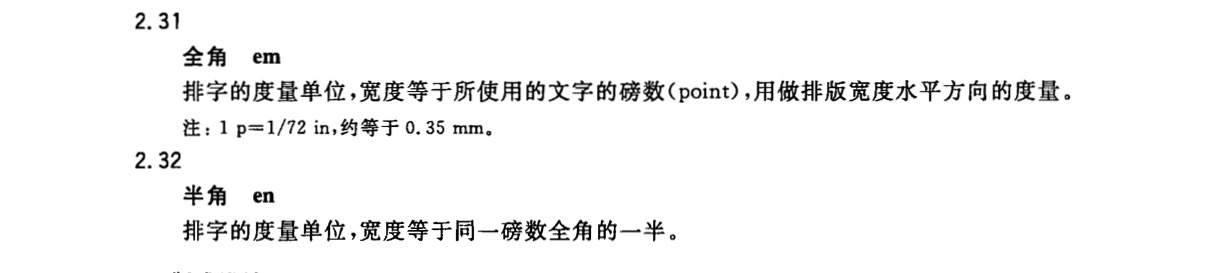 2.31
全角 em
排字的度量单位,宽度等于所使用的文字的磅数(point),用做排版宽度水平方向的度量。
注:1 p=1/72 in,约等于 0.35 mm。
2.32
半角 en
排字的度量单位,宽度等于同一磅数全角的一半。